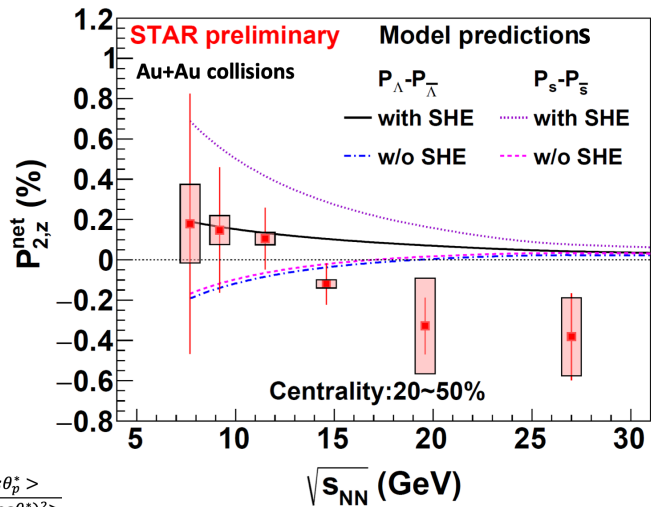 1.2
STAR preliminary Model predictions
1
Au+Au collisions
P_Λ-P_Λ̅ P_s-P_s̅
0.8
with SHE with SHE
0.6
w/o SHE w/o SHE
0.4
0.2
0
−0.2
−0.4
−0.6
−0.8
P^net_2,z (%)
Centrality:20~50%
5 10 15 20 25 30
√s_NN (GeV)
θ*_p >